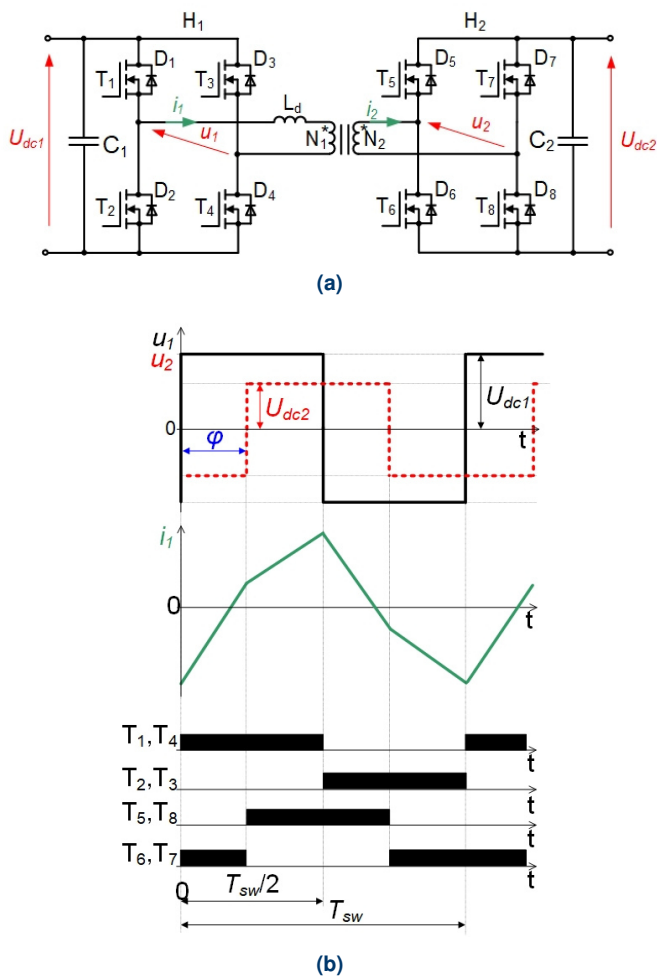 H1 H2
D1 D3 D5 D7
T1 T3 T5 T7
i1 Ld i2
Udc1 C1 u1 N1* *N2 u2 C2 Udc2
D2 D4 D6 D8
T2 T4 T6 T8
(a)
u1
u2
Udc2 Udc1
0 t
φ
i1
0 t
T1,T4 t
T2,T3 t
T5,T8 t
T6,T7 t
0 Tsw/2
Tsw
(b)